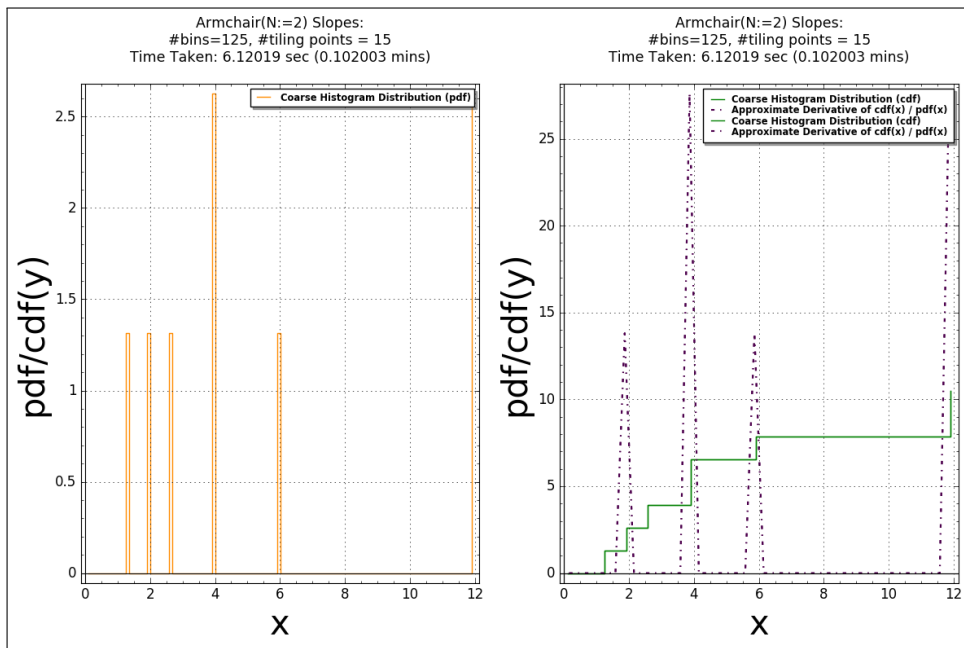 Armchair(N:=2) Slopes:
#bins=125, #tiling points = 15
Time Taken: 6.12019 sec (0.102003 mins)
Coarse Histogram Distribution (pdf)
2.5
2
1.5
1
0.5
0
pdf/cdf(y)
0 2 4 6 8 10 12
x
Armchair(N:=2) Slopes:
#bins=125, #tiling points = 15
Time Taken: 6.12019 sec (0.102003 mins)
Coarse Histogram Distribution (cdf)
Approximate Derivative of cdf(x) / pdf(x)
Coarse Histogram Distribution (cdf)
Approximate Derivative of cdf(x) / pdf(x)
25
20
15
10
5
0
pdf/cdf(y)
0 2 4 6 8 10 12
x